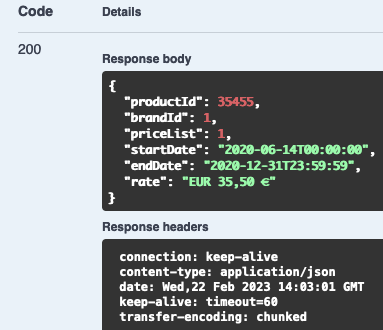 Code Details
200
Response body
{
"productId": 35455,
"brandId": 1,
"priceList": 1,
"startDate": "2020-06-14T00:00:00",
"endDate": "2020-12-31T23:59:59",
"rate": "EUR 35,50 €"
}
Response headers
connection: keep-alive
content-type: application/json
date: Wed,22 Feb 2023 14:03:01 GMT
keep-alive: timeout=60
transfer-encoding: chunked